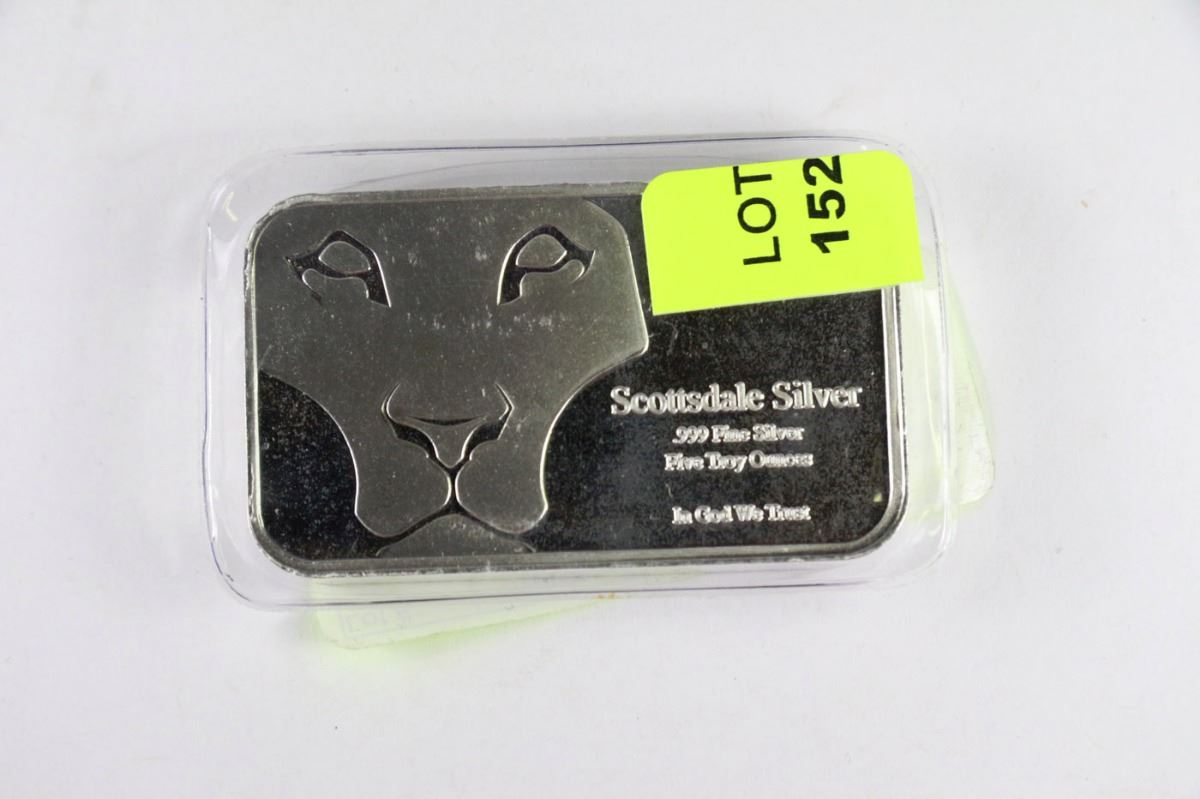 LOT
152
Scottsdale Silver
.999 Fine Silver
Five Troy Ounces
In God We Trust